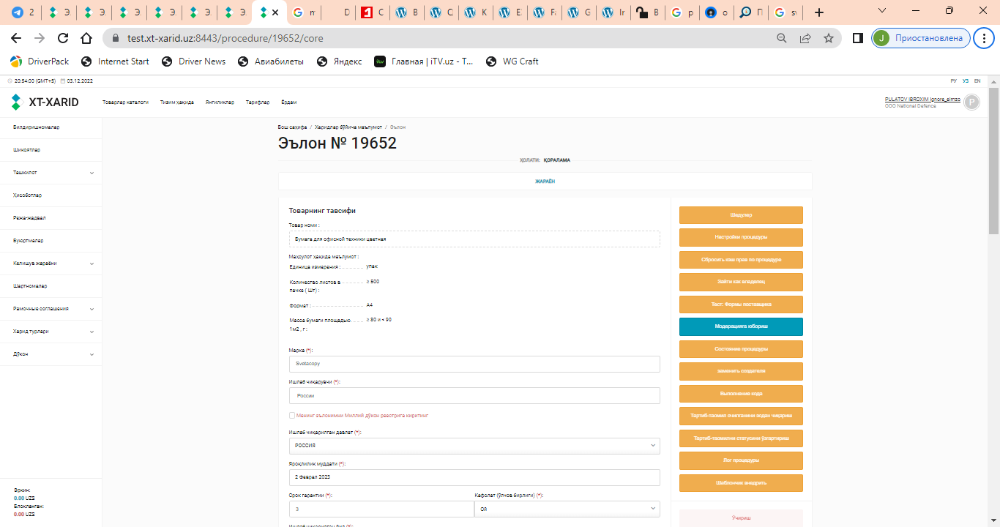 2
Э.
Э.
Э.
Э.
Э.
Э.
m
D
C
B
C
K
E
F
G
Ir
B
p
o
П
s
test.xt-xarid.uz:8443/procedure/19652/core
J Приостановлена
DriverPack Internet Start Driver News Авиабилеты Яндекс itv Главная | iTV.uz - T... WG Craft
20:54:00 (GMT+5) 03.12.2022 РУ УЗ EN
XT-XARID Товарлар каталоги Тизим ҳақида Янгиликлар Тарифлар Ёрдам PULATOV IBROXIM ignore_eimzo P
ООО National Defence
Билдиришномалар
Шикоятлар
Ташкилот
Ҳисоботлар
Режа-жадвал
Буюртмалар
Келишув жараёни
Шартномалар
Рамочные соглашения
Харид турлари
Дўкон
Эркин:
0.00 UZS
Блокланган:
0.00 UZS
Бош саҳифа / Харидлар бўйича маълумот / Эълон
Эълон № 19652
ҲОЛАТИ: ҚОРАЛАМА
ЖАРАЁН
Товарнинг тавсифи
Товар номи :
Бумага для офисной техники цветная
Маҳсулот ҳақида маълумот :
Единица измерения : упак
Количество листов в ≥ 500
пачке ( Шт) :
Формат : А4
Масса бумаги площадью ≥ 80 и < 90
1м2 , г :
Марка (*):
Svetacopy
Ишлаб чиқарувчи (*):
России
Менинг эълонимни Миллий дўкон реестрига киритинг
Ишлаб чиқарилган давлат (*):
РОССИЯ
Яроқлилик муддати (*):
2 Феврал 2023
Срок гарантии (*): Кафолат (ўлчов бирлиги) (*):
3 Ой
Ишлаб чиқарилган йил (*):
Шедулер
Настройки процедуры
Сбросить кэш прав по процедуре
Зайти как владелец
Тест: Формы поставщика
Модерацияга юбориш
Состояние процедуры
заменить создателя
Выполнение кода
Тартиб-таомил очилганини эсдан чиқариш
Тартиб-таомилни статусини ўзгартириш
Лог процедуры
Шаблончик внедрить
Ўчириш